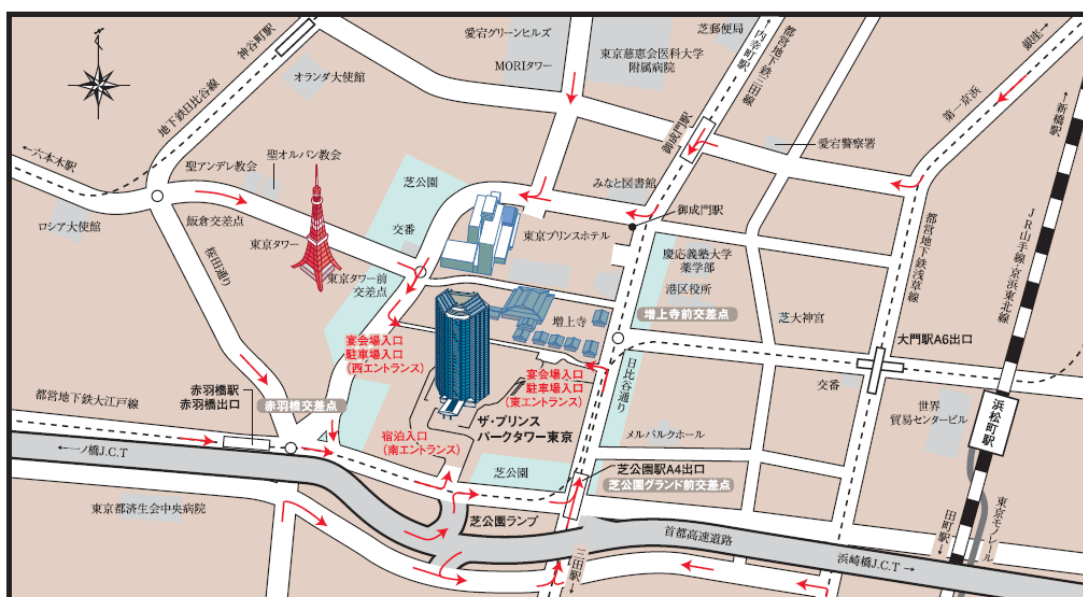 神谷町駅
愛宕グリーンヒルズ
MORIタワー
東京慈恵会医科大学
附属病院
芝郵便局
←内幸町駅
都営地下鉄三田線
銀座→
第一京浜
→新橋駅
オランダ大使館
地下鉄日比谷線
←六本木駅
聖アンデレ教会
聖オルバン教会
芝公園
御成門駅
愛宕警察署
みなと図書館
御成門駅
ロシア大使館
飯倉交差点
東京タワー
交番
東京プリンスホテル
慶応義塾大学
薬学部
港区役所
都営地下鉄浅草線
JR山手線・京浜東北線
桜田通り
東京タワー前
交差点
増上寺
増上寺前交差点
芝大神宮
大門駅A6出口
宴会場入口
駐車場入口
(西エントランス)
宴会場入口
駐車場入口
(東エントランス)
日比谷通り
交番
世界
貿易センタービル
浜松町駅
都営地下鉄大江戸線
赤羽橋駅
赤羽橋出口
赤羽橋交差点
宿泊入口
(南エントランス)
ザ・プリンス
パークタワー東京
メルパルクホール
←一ノ橋J.C.T
芝公園
芝公園駅A4出口
芝公園グランド前交差点
東京都済生会中央病院
芝公園ランプ
首都高速道路
三田駅→
浜崎橋J.C.T→
田町駅→
東京モノレール